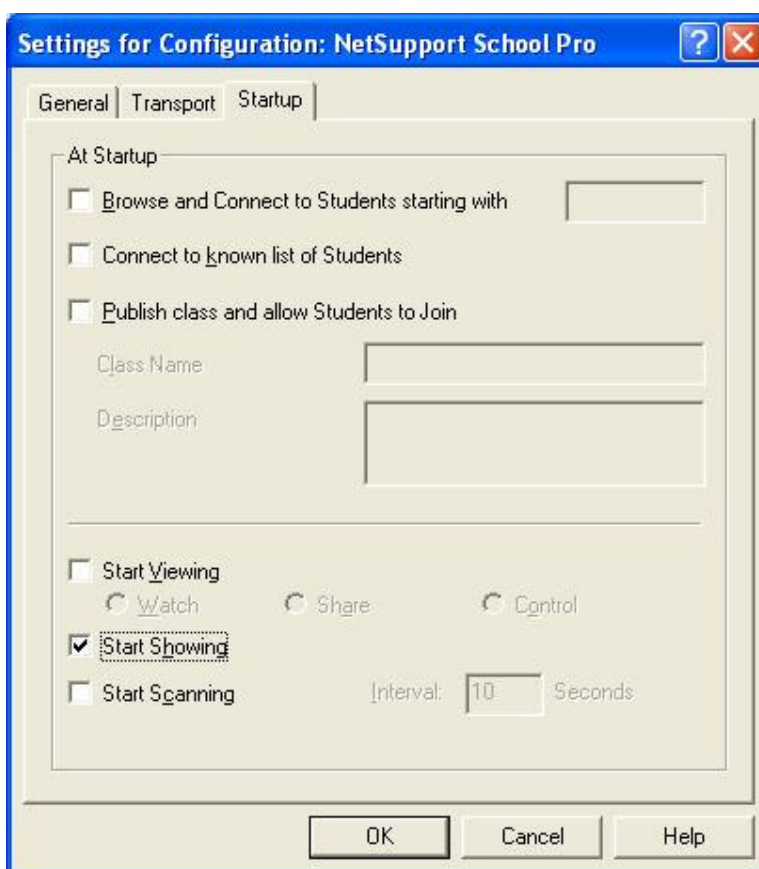 Settings for Configuration: NetSupport School Pro
General Transport Startup
At Startup
Browse and Connect to Students starting with
Connect to known list of Students
Publish class and allow Students to Join
Class Name
Description
Start Viewing
Watch Share Control
Start Showing
Start Scanning Interval: 10 Seconds
OK Cancel Help